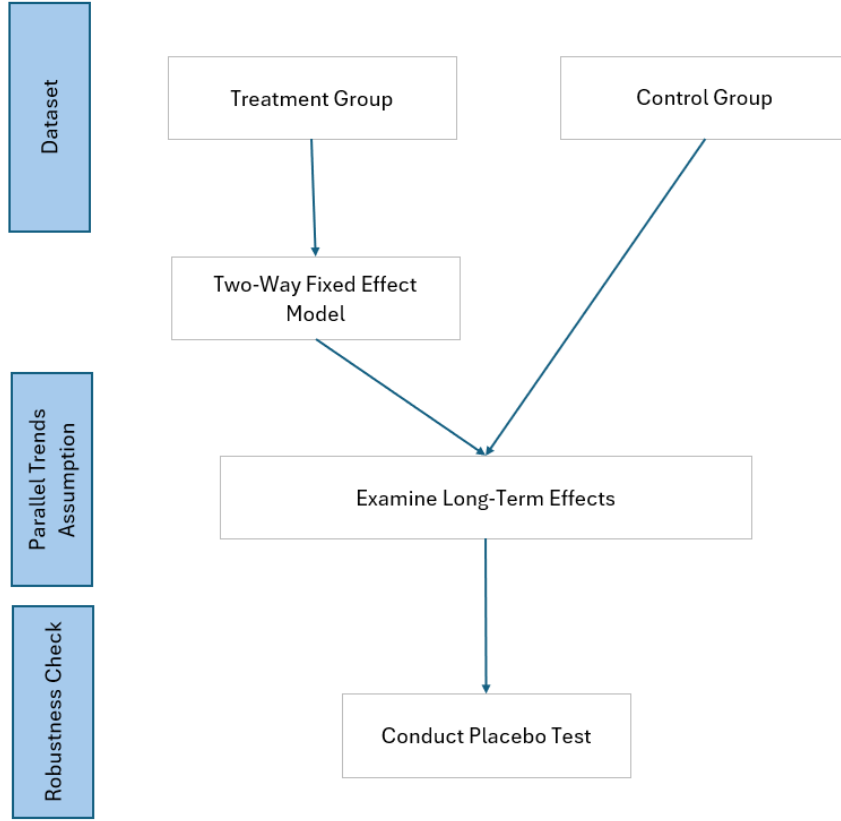 Dataset
Treatment Group
Control Group
Two-Way Fixed Effect
Model
Parallel Trends
Assumption
Examine Long-Term Effects
Robustness Check
Conduct Placebo Test